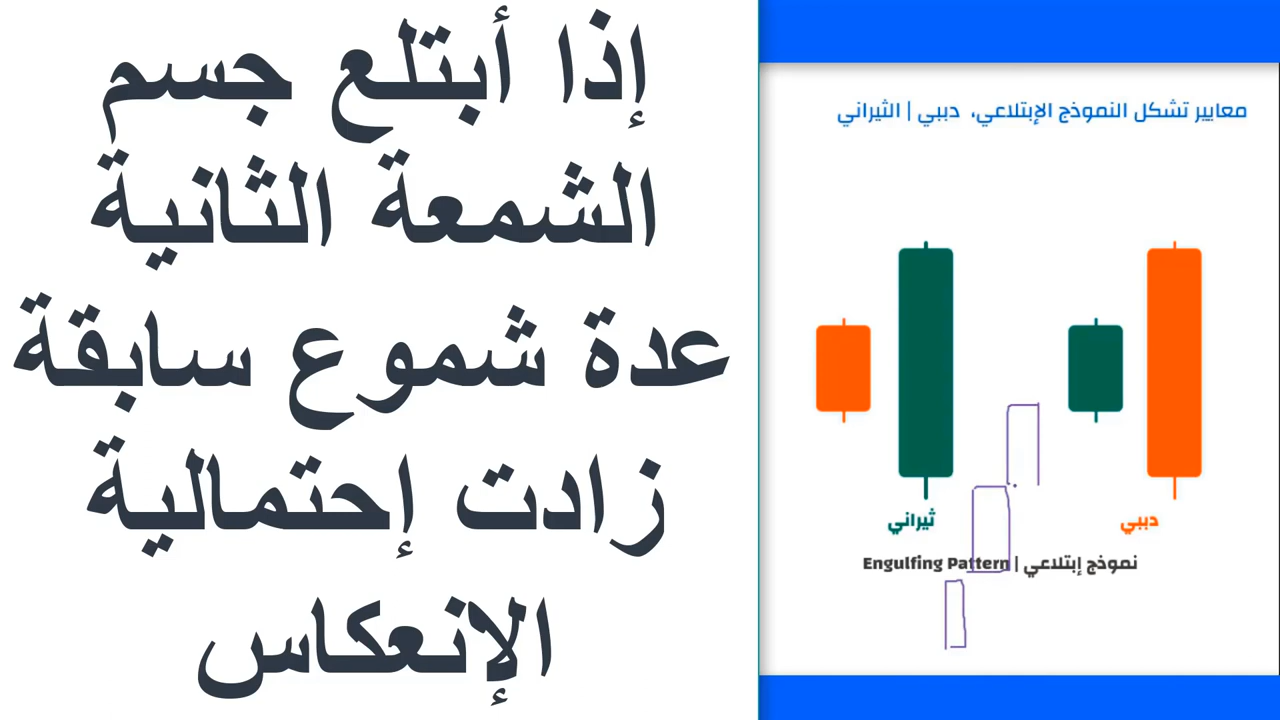 إذا أبتلع جسم
الشمعة الثانية
عدة شموع سابقة
زادت إحتمالية
الإنعكاس
معايير تشكل النموذج الإبتلاعي، دببي | الثيراني
ثيراني
دببي
نموذج إبتلاعي | Engulfing Pattern